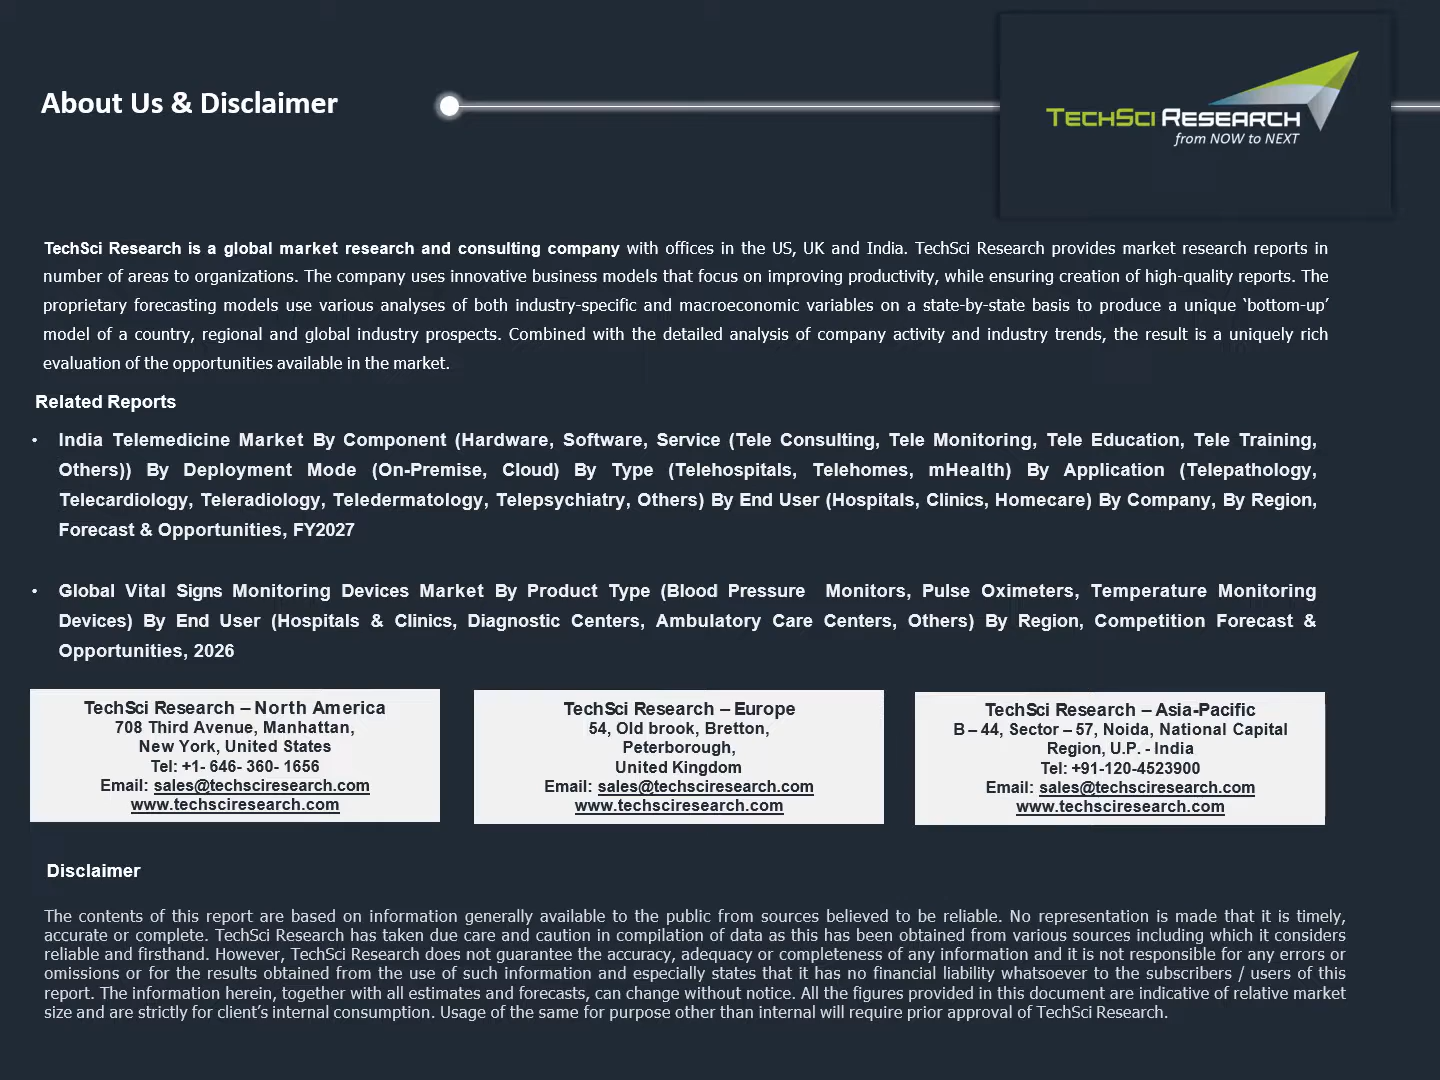 About Us & Disclaimer
TECHSCI RESEARCH
from NOW to NEXT
TechSci Research is a global market research and consulting company with offices in the US, UK and India. TechSci Research provides market research reports in
number of areas to organizations. The company uses innovative business models that focus on improving productivity, while ensuring creation of high-quality reports. The
proprietary forecasting models use various analyses of both industry-specific and macroeconomic variables on a state-by-state basis to produce a unique ‘bottom-up’
model of a country, regional and global industry prospects. Combined with the detailed analysis of company activity and industry trends, the result is a uniquely rich
evaluation of the opportunities available in the market.
Related Reports
• India Telemedicine Market By Component (Hardware, Software, Service (Tele Consulting, Tele Monitoring, Tele Education, Tele Training,
Others)) By Deployment Mode (On-Premise, Cloud) By Type (Telehospitals, Telehomes, mHealth) By Application (Telepathology,
Telecardiology, Teleradiology, Teledermatology, Telepsychiatry, Others) By End User (Hospitals, Clinics, Homecare) By Company, By Region,
Forecast & Opportunities, FY2027
• Global Vital Signs Monitoring Devices Market By Product Type (Blood Pressure Monitors, Pulse Oximeters, Temperature Monitoring
Devices) By End User (Hospitals & Clinics, Diagnostic Centers, Ambulatory Care Centers, Others) By Region, Competition Forecast &
Opportunities, 2026
TechSci Research – North America
708 Third Avenue, Manhattan,
New York, United States
Tel: +1- 646- 360- 1656
Email: sales@techsciresearch.com
www.techsciresearch.com
TechSci Research – Europe
54, Old brook, Bretton,
Peterborough,
United Kingdom
Email: sales@techsciresearch.com
www.techsciresearch.com
TechSci Research – Asia-Pacific
B – 44, Sector – 57, Noida, National Capital
Region, U.P. - India
Tel: +91-120-4523900
Email: sales@techsciresearch.com
www.techsciresearch.com
Disclaimer
The contents of this report are based on information generally available to the public from sources believed to be reliable. No representation is made that it is timely,
accurate or complete. TechSci Research has taken due care and caution in compilation of data as this has been obtained from various sources including which it considers
reliable and firsthand. However, TechSci Research does not guarantee the accuracy, adequacy or completeness of any information and it is not responsible for any errors or
omissions or for the results obtained from the use of such information and especially states that it has no financial liability whatsoever to the subscribers / users of this
report. The information herein, together with all estimates and forecasts, can change without notice. All the figures provided in this document are indicative of relative market
size and are strictly for client’s internal consumption. Usage of the same for purpose other than internal will require prior approval of TechSci Research.